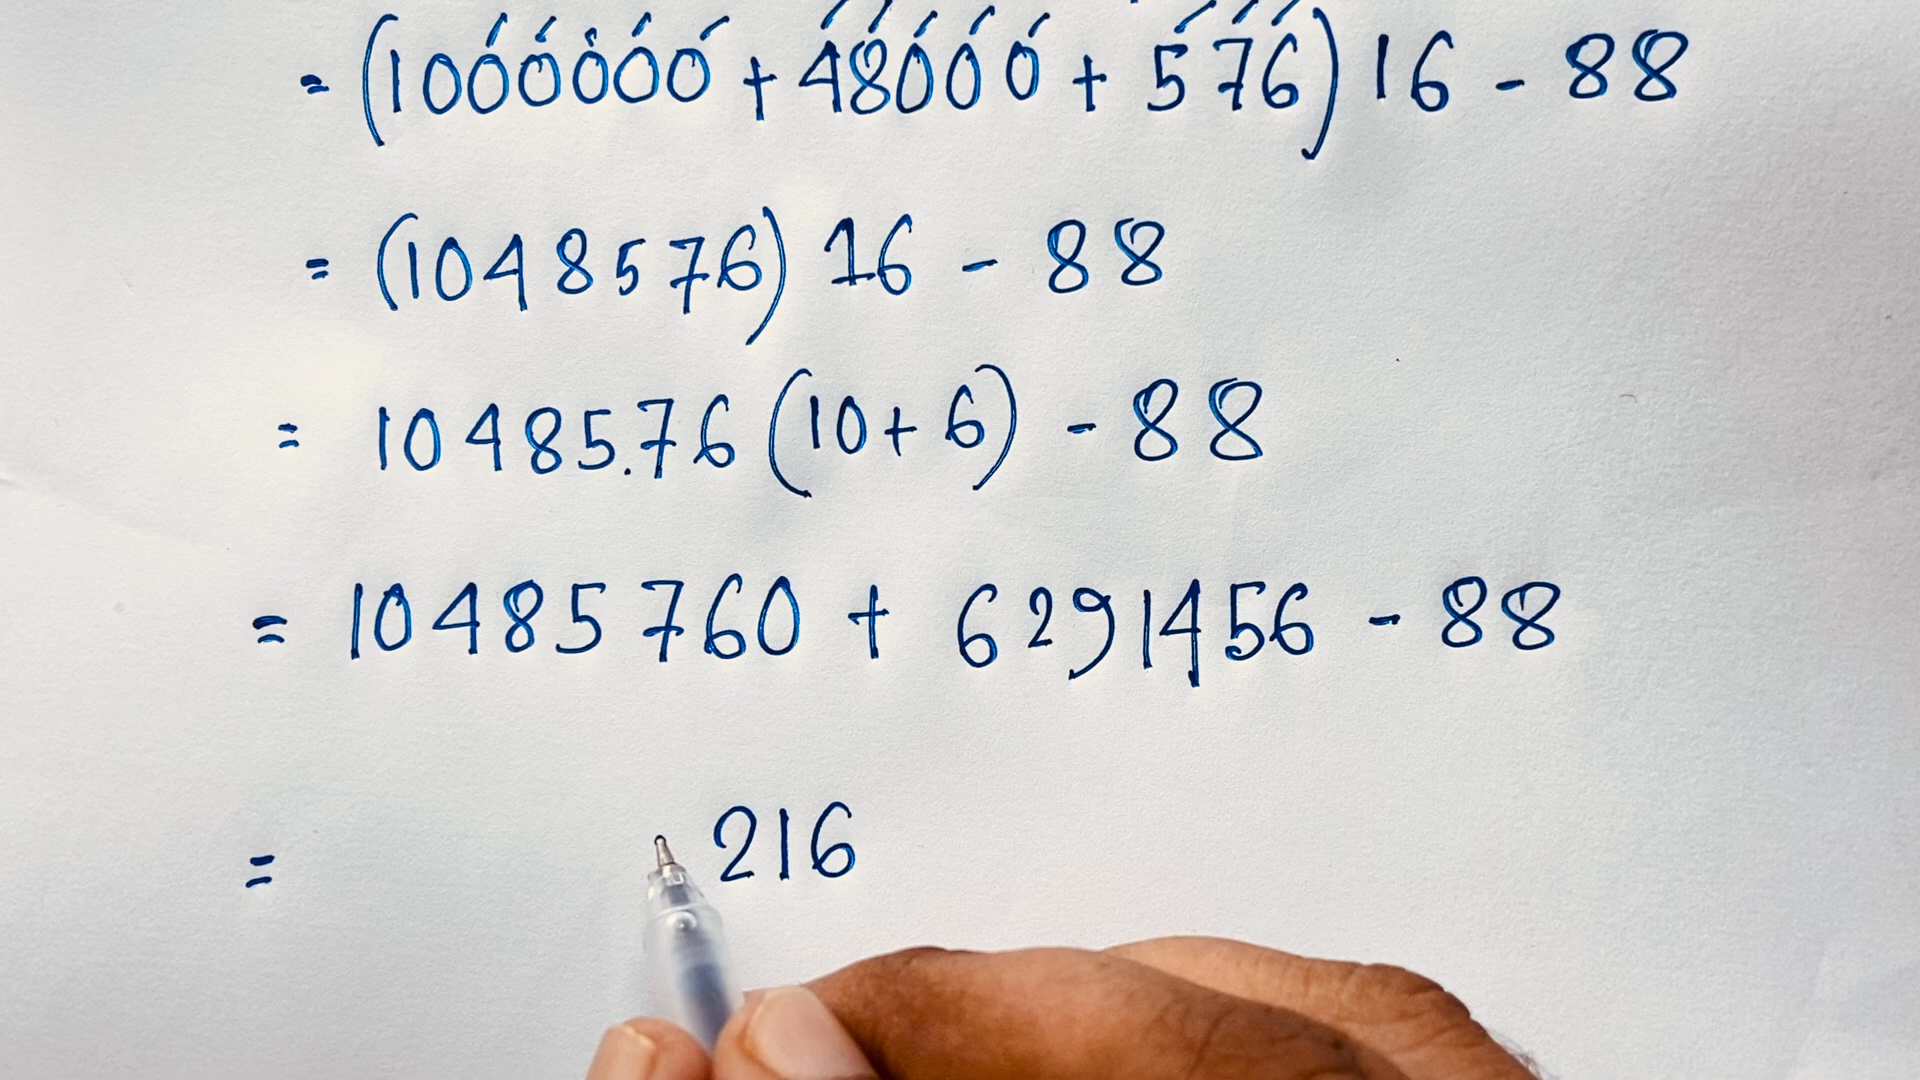 = (1000000 + 48000 + 576) 16 - 88
= (1048576) 16 - 88
= 1048576 (10+6) - 88
= 10485760 + 6291456 - 88
= 216